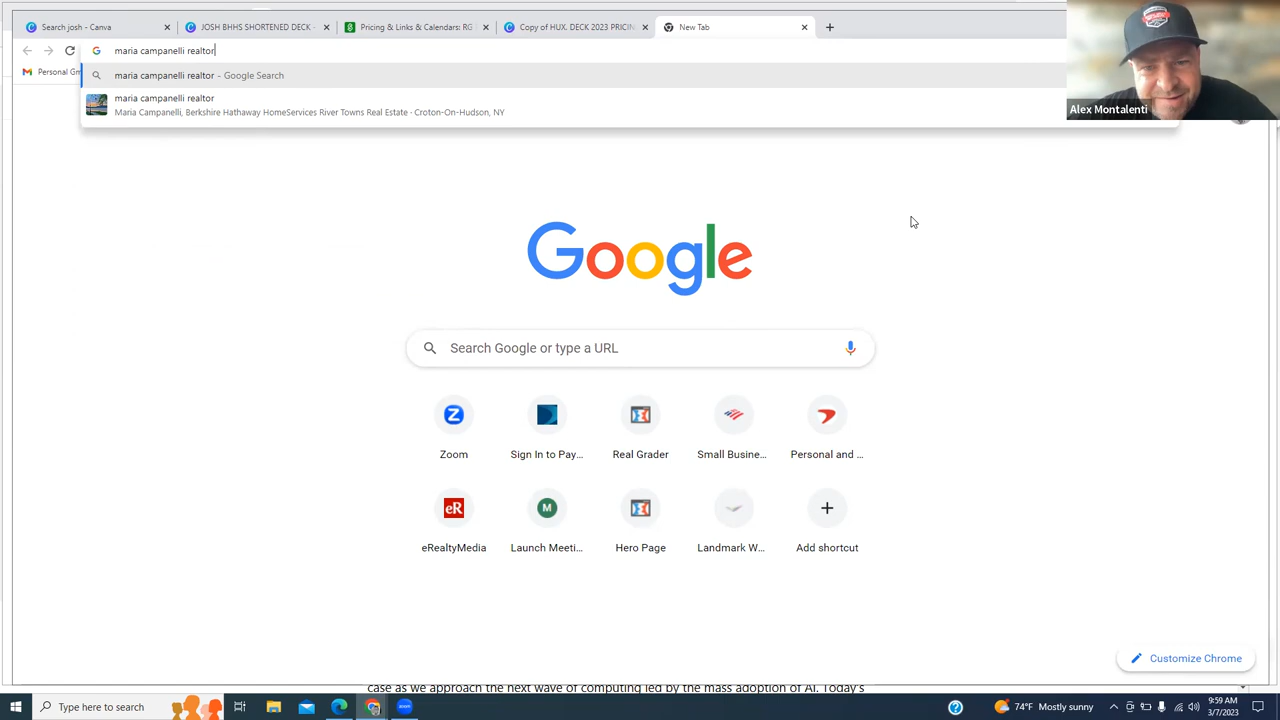 Search josh - Canva
JOSH BHHS SHORTENED DECK -
Pricing & Links & Calendars: RG
Copy of HUX. DECK 2023 PRICIN
New Tab
maria campanelli realtor
Personal Gm
maria campanelli realtor - Google Search
maria campanelli realtor
Maria Campanelli, Berkshire Hathaway HomeServices River Towns Real Estate - Croton-On-Hudson, NY
Alex Montalenti
Google
Search Google or type a URL
Zoom
Sign In to Pay...
Real Grader
Small Busine...
Personal and ...
eR
M
eRealtyMedia
Launch Meeti...
Hero Page
Landmark W...
Add shortcut
Customize Chrome
case as we approach the next wave of computing led by the mass adoption of AI. Today's
Type here to search
74°F Mostly sunny
9:59 AM
3/7/2023